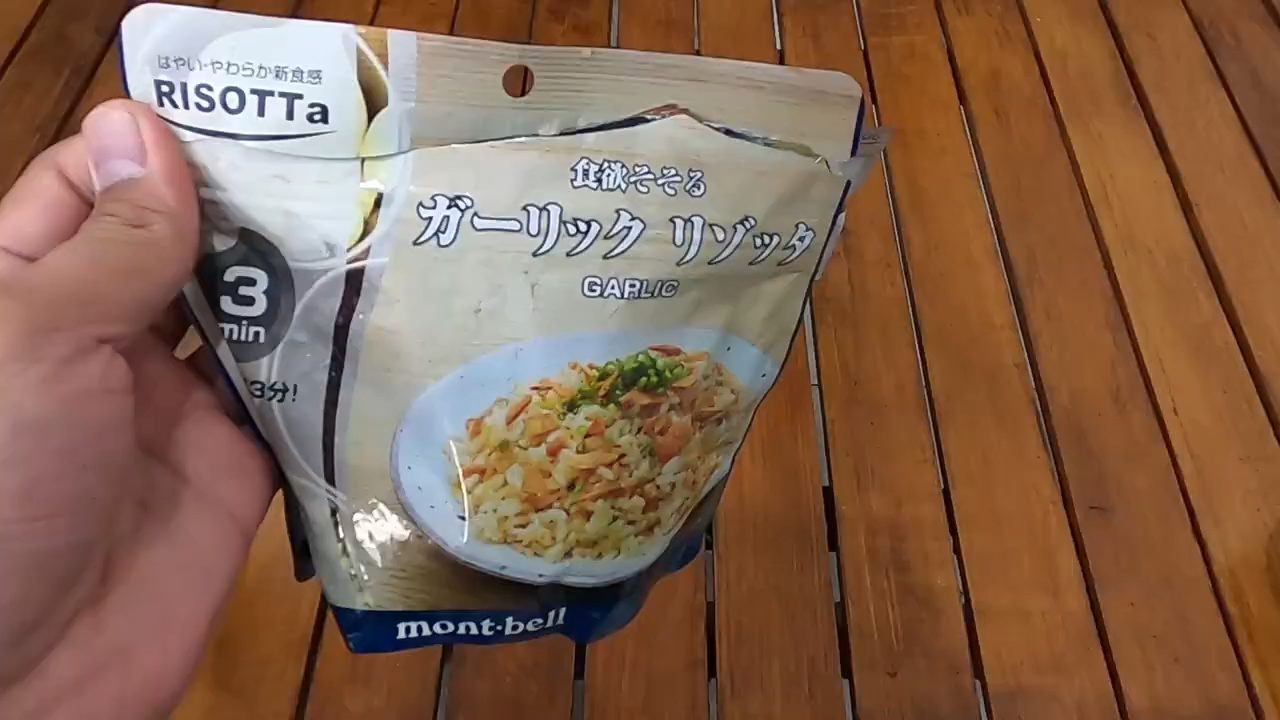 はやい・やわらか新食感
RISOTTa
食欲そそる
ガーリック リゾッタ
GARLIC
3
min
3分!
mont-bell